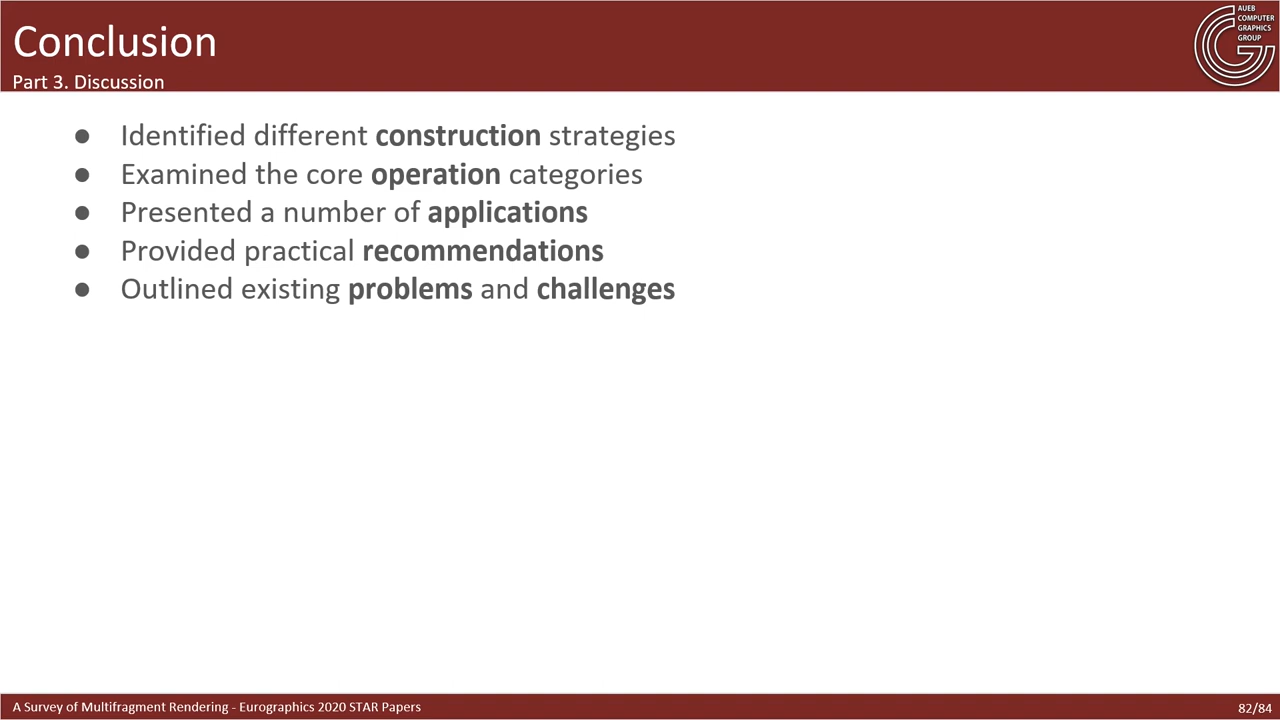 Conclusion
Part 3. Discussion
AUEB
COMPUTER
GRAPHICS
GROUP
● Identified different construction strategies
● Examined the core operation categories
● Presented a number of applications
● Provided practical recommendations
● Outlined existing problems and challenges
A Survey of Multifragment Rendering - Eurographics 2020 STAR Papers
82/84